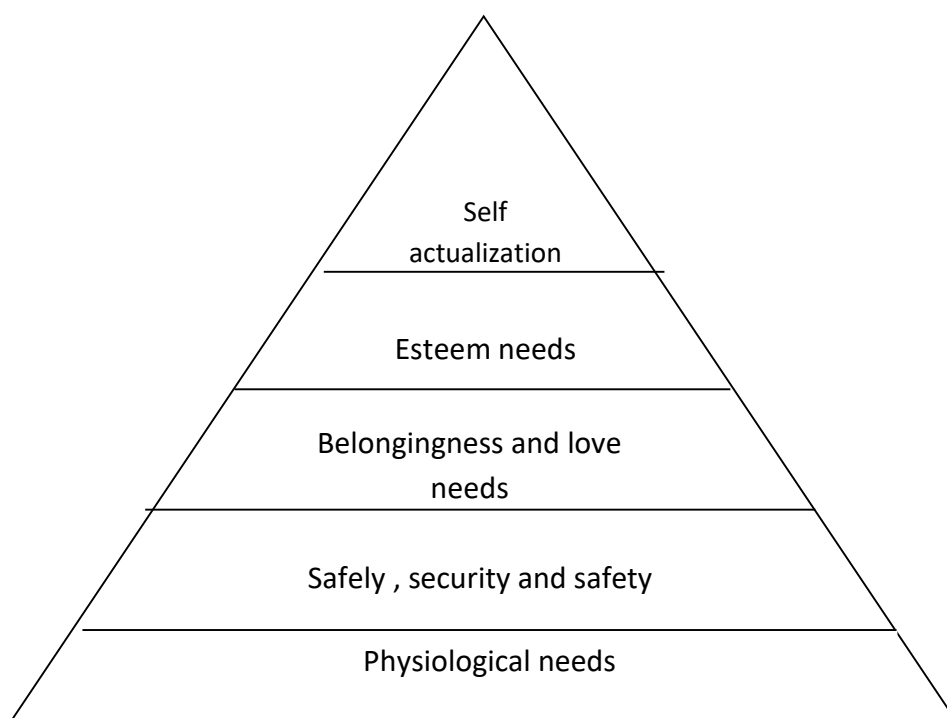 Self
actualization
Esteem needs
Belongingness and love
needs
Safely , security and safety
Physiological needs